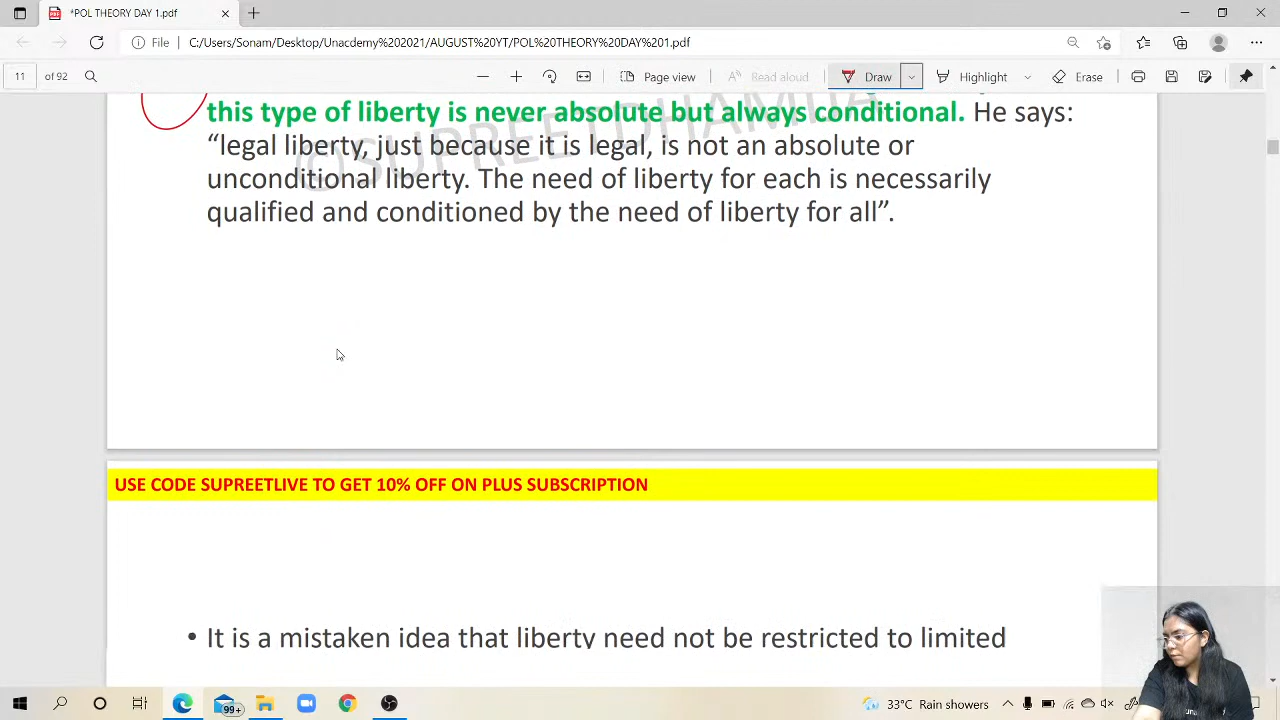 *POL THEORY DAY 1.pdf
File C:/Users/Sonam/Desktop/Unacdemy%202021/AUGUST%20YT/POL%20THEORY%20DAY%201.pdf
11 of 92 Page view Read aloud Draw Highlight Erase
this type of liberty is never absolute but always conditional. He says:
“legal liberty, just because it is legal, is not an absolute or
unconditional liberty. The need of liberty for each is necessarily
qualified and conditioned by the need of liberty for all”.
©SUPREETDHAMIJA
USE CODE SUPREETLIVE TO GET 10% OFF ON PLUS SUBSCRIPTION
• It is a mistaken idea that liberty need not be restricted to limited
99+ 33°C Rain showers